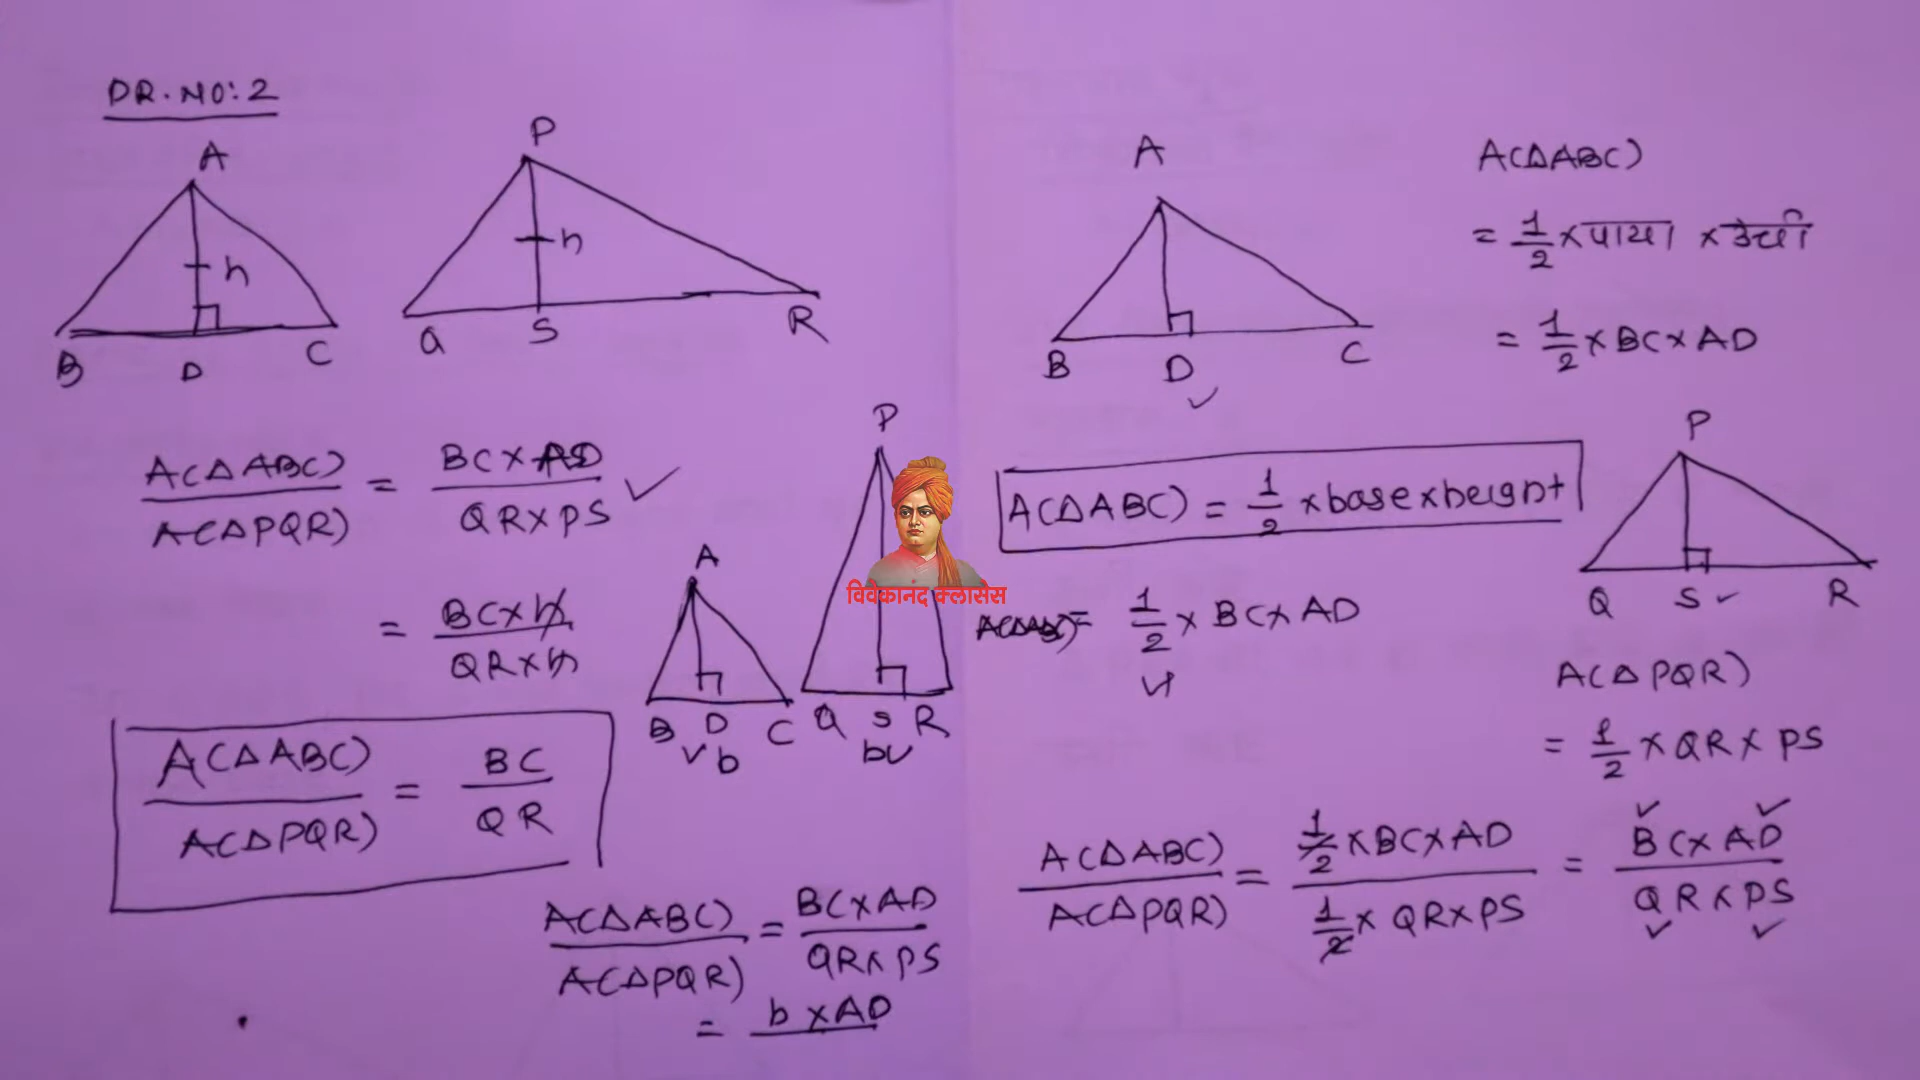 DR.NO:2
A
h
B D C
P
h
Q S R
A(△ABC) / A(△PQR) = BC×AD / QR×PS ✓
= BC×h / QR×h
A(△ABC) / A(△PQR) = BC / QR
A
B D C
✓ b
P
Q S R
b✓
विवेकानंद क्लासेस
A(△ABC) / A(△PQR) = BC×AD / QR×PS
= b×AD
A
B D C
✓
A(△ABC)
= 1/2 × पाया × उंची
= 1/2 × BC × AD
A(△ABC) = 1/2 × base × height
= 1/2 × BC × AD
P
Q S ✓ R
A(△PQR)
= 1/2 × QR × PS
A(△ABC) / A(△PQR) = 1/2 × BC × AD / 1/2 × QR × PS = BC × AD / QR × PS